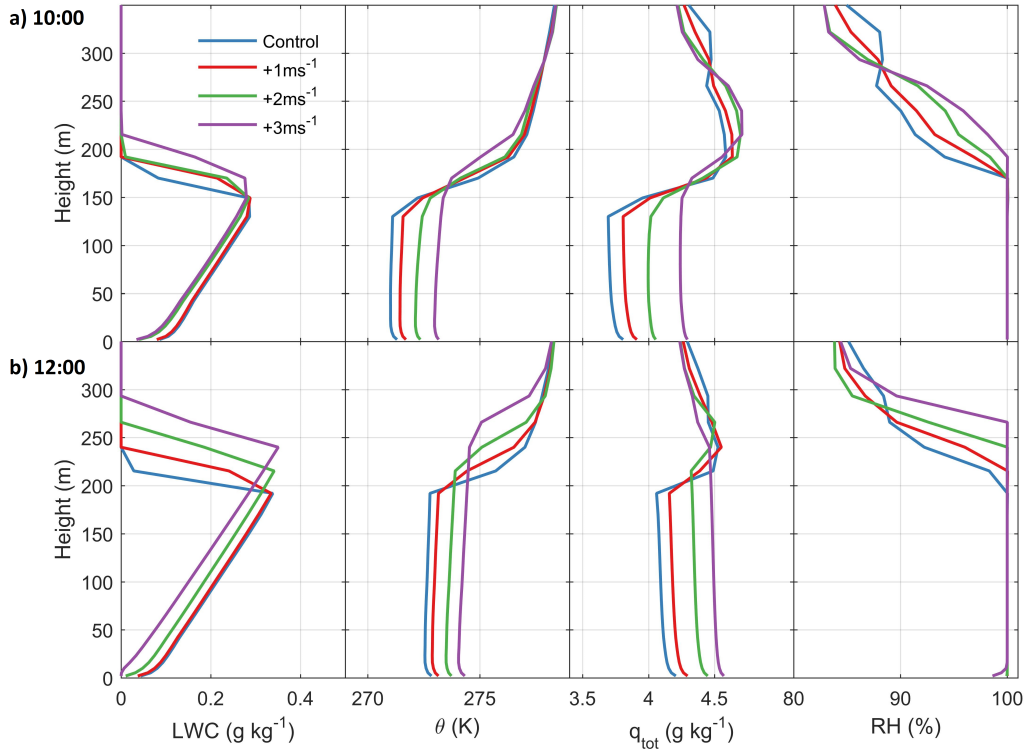 a) 10:00
Control
+1ms⁻¹
+2ms⁻¹
+3ms⁻¹
Height (m)
300
250
200
150
100
50
0
b) 12:00
Height (m)
300
250
200
150
100
50
0
0 0.2 0.4
270 275
3.5 4 4.5
80 90 100
LWC (g kg⁻¹)
θ (K)
q_tot (g kg⁻¹)
RH (%)